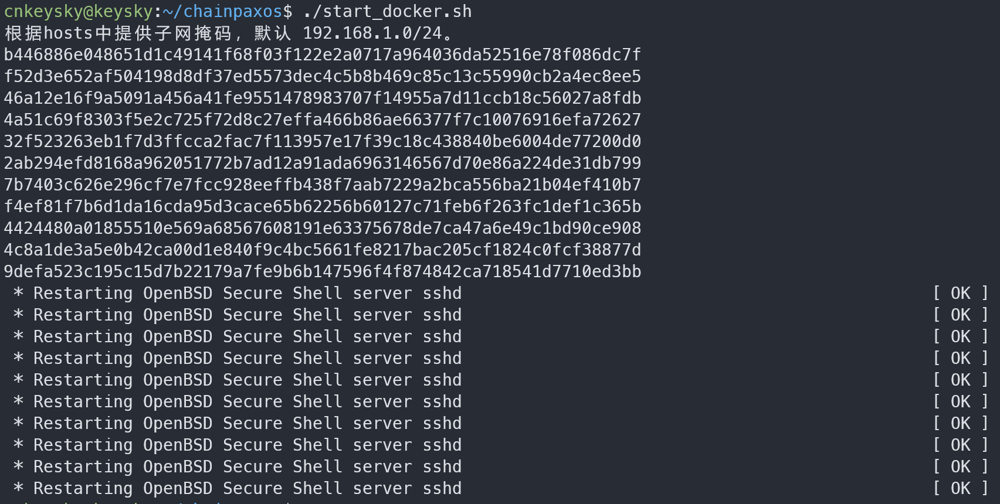 cnkeysky@keysky:~/chainpaxos$ ./start_docker.sh
根据hosts中提供子网掩码，默认 192.168.1.0/24。
b446886e048651d1c49141f68f03f122e2a0717a964036da52516e78f086dc7f
f52d3e652af504198d8df37ed5573dec4c5b8b469c85c13c55990cb2a4ec8ee5
46a12e16f9a5091a456a41fe9551478983707f14955a7d11ccb18c56027a8fdb
4a51c69f8303f5e2c725f72d8c27effa466b86ae66377f7c10076916efa72627
32f523263eb1f7d3ffcca2fac7f113957e17f39c18c438840be6004de77200d0
2ab294efd8168a962051772b7ad12a91ada6963146567d70e86a224de31db799
7b7403c626e296cf7e7fcc928eeffb438f7aab7229a2bca556ba21b04ef410b7
f4ef81f7b6d1da16cda95d3cace65b62256b60127c71feb6f263fc1def1c365b
4424480a01855510e569a68567608191e63375678de7ca47a6e49c1bd90ce908
4c8a1de3a5e0b42ca00d1e840f9c4bc5661fe8217bac205cf1824c0fcf38877d
9defa523c195c15d7b22179a7fe9b6b147596f4f874842ca718541d7710ed3bb
* Restarting OpenBSD Secure Shell server sshd [ OK ]
* Restarting OpenBSD Secure Shell server sshd [ OK ]
* Restarting OpenBSD Secure Shell server sshd [ OK ]
* Restarting OpenBSD Secure Shell server sshd [ OK ]
* Restarting OpenBSD Secure Shell server sshd [ OK ]
* Restarting OpenBSD Secure Shell server sshd [ OK ]
* Restarting OpenBSD Secure Shell server sshd [ OK ]
* Restarting OpenBSD Secure Shell server sshd [ OK ]
* Restarting OpenBSD Secure Shell server sshd [ OK ]
* Restarting OpenBSD Secure Shell server sshd [ OK ]